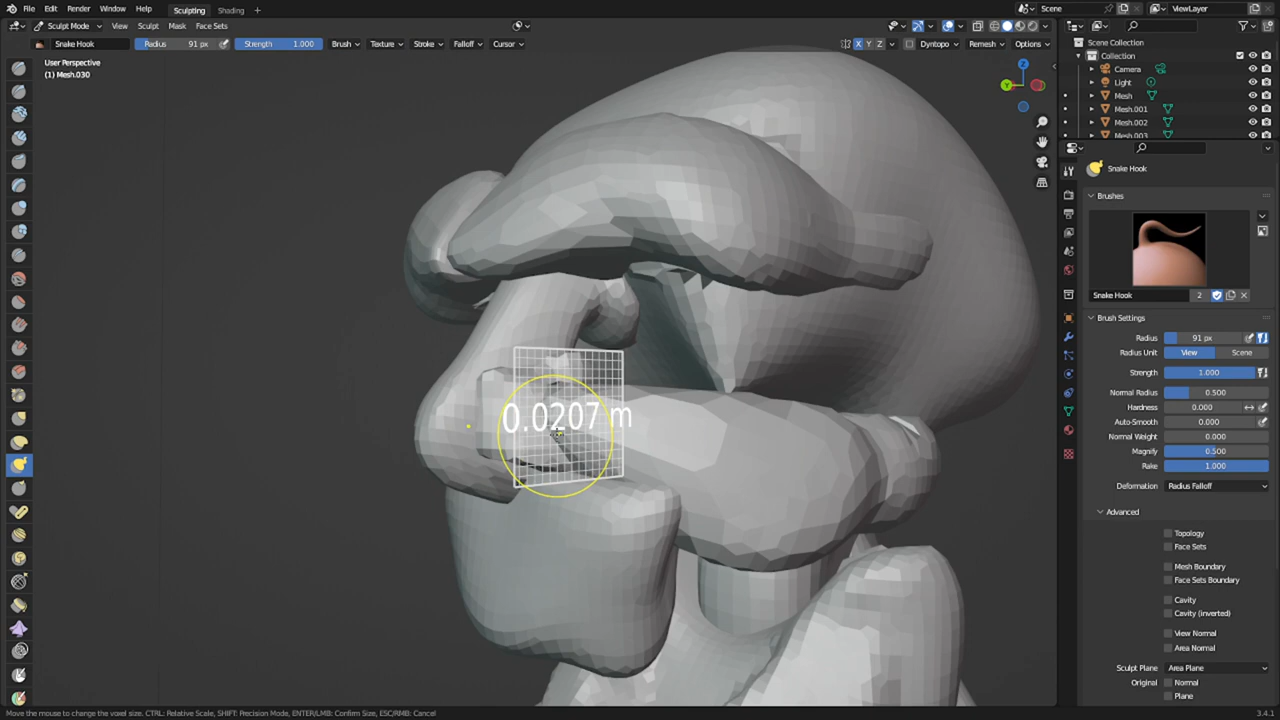 File Edit Render Window Help Sculpting Shading + Scene ViewLayer
Sculpt Mode View Sculpt Mask Face Sets
Snake Hook Radius 91 px Strength 1.000 Brush Texture Stroke Falloff Cursor X Y Z Dyntopo Remesh Options
User Perspective
(1) Mesh.030
Z
Y
0.0207 m
Scene Collection
Collection
Camera
Light
Mesh
Mesh.001
Mesh.002
Mesh.003
Snake Hook
Brushes
Snake Hook 2
Brush Settings
Radius 91 px
Radius Unit View Scene
Strength 1.000
Normal Radius 0.500
Hardness 0.000
Auto-Smooth 0.000
Normal Weight 0.000
Magnify 0.500
Rake 1.000
Deformation Radius Falloff
Advanced
Topology
Face Sets
Mesh Boundary
Face Sets Boundary
Cavity
Cavity (inverted)
View Normal
Area Normal
Sculpt Plane Area Plane
Original Normal
Plane
Move the mouse to change the voxel size. CTRL: Relative Scale, SHIFT: Precision Mode, ENTER/LMB: Confirm Size, ESC/RMB: Cancel
3.4.1